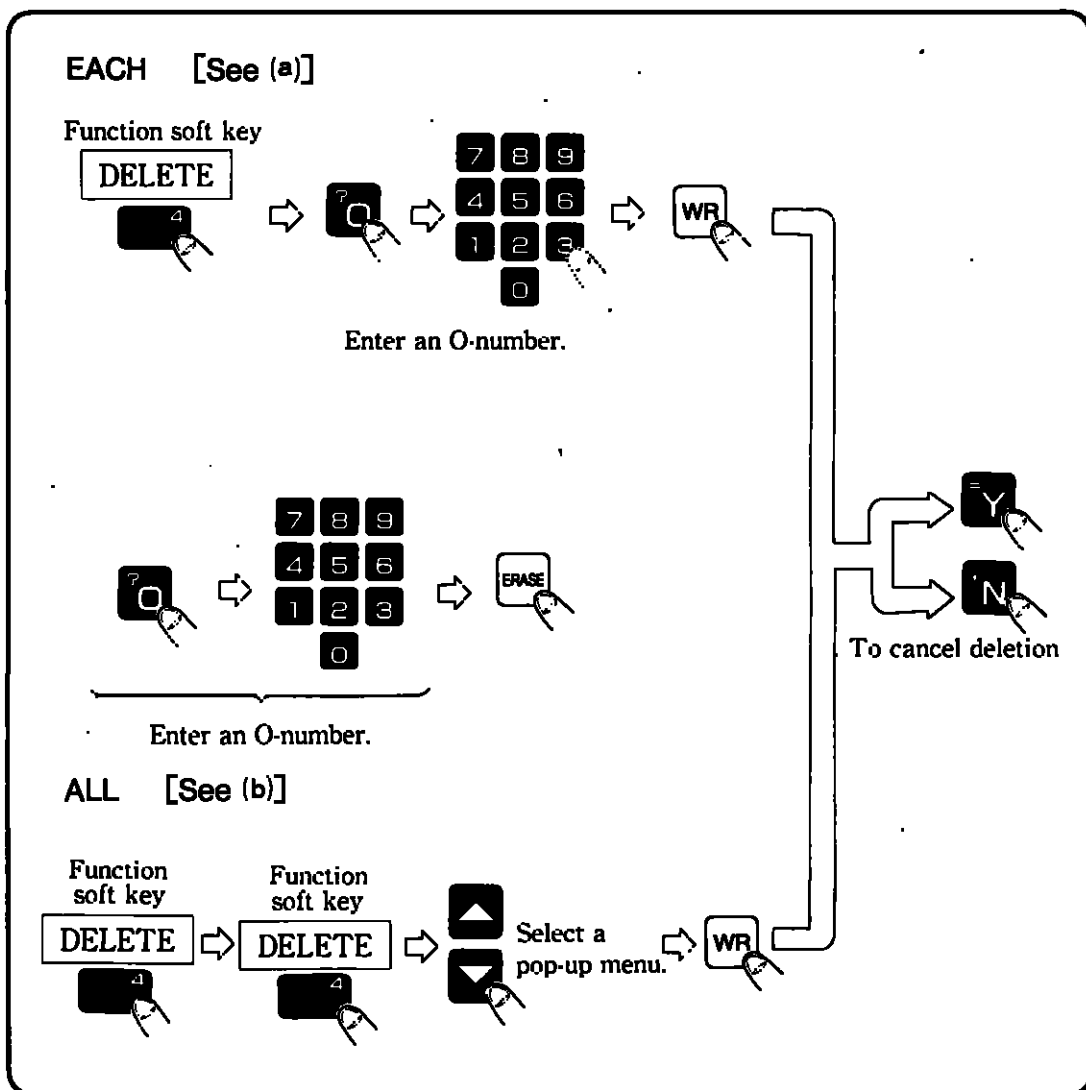 EACH [See (a)]
Function soft key
DELETE
4
?
O
7 8 9
4 5 6
1 2 3
0
WR
Enter an O-number.
?
O
7 8 9
4 5 6
1 2 3
0
ERASE
Enter an O-number.
=
Y
'
N
To cancel deletion
ALL [See (b)]
Function
soft key
DELETE
4
Function
soft key
DELETE
4
Select a
pop-up menu.
WR